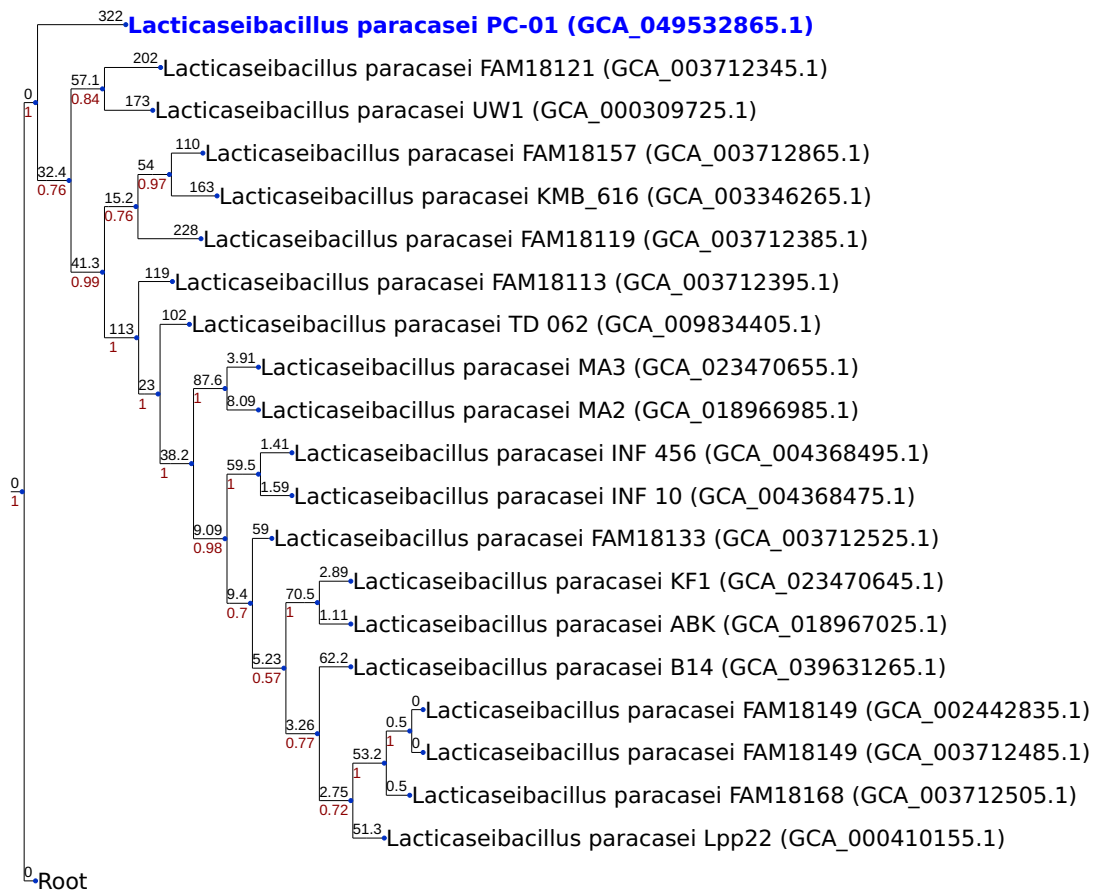 322
Lacticaseibacillus paracasei PC-01 (GCA_049532865.1)
202
Lacticaseibacillus paracasei FAM18121 (GCA_003712345.1)
57.1
0.84
0
1
173
Lacticaseibacillus paracasei UW1 (GCA_000309725.1)
110
Lacticaseibacillus paracasei FAM18157 (GCA_003712865.1)
54
0.97
32.4
0.76
163
Lacticaseibacillus paracasei KMB_616 (GCA_003346265.1)
15.2
0.76
228
Lacticaseibacillus paracasei FAM18119 (GCA_003712385.1)
41.3
0.99
119
Lacticaseibacillus paracasei FAM18113 (GCA_003712395.1)
102
Lacticaseibacillus paracasei TD 062 (GCA_009834405.1)
113
1
3.91
Lacticaseibacillus paracasei MA3 (GCA_023470655.1)
87.6
1
23
1
8.09
Lacticaseibacillus paracasei MA2 (GCA_018966985.1)
1.41
Lacticaseibacillus paracasei INF 456 (GCA_004368495.1)
38.2
1
59.5
1
0
1
1.59
Lacticaseibacillus paracasei INF 10 (GCA_004368475.1)
9.09
0.98
59
Lacticaseibacillus paracasei FAM18133 (GCA_003712525.1)
2.89
Lacticaseibacillus paracasei KF1 (GCA_023470645.1)
9.4
0.7
70.5
1
1.11
Lacticaseibacillus paracasei ABK (GCA_018967025.1)
5.23
0.57
62.2
Lacticaseibacillus paracasei B14 (GCA_039631265.1)
0
Lacticaseibacillus paracasei FAM18149 (GCA_002442835.1)
3.26
0.77
0.5
1
0
Lacticaseibacillus paracasei FAM18149 (GCA_003712485.1)
53.2
1
0.5
Lacticaseibacillus paracasei FAM18168 (GCA_003712505.1)
2.75
0.72
51.3
Lacticaseibacillus paracasei Lpp22 (GCA_000410155.1)
0
Root